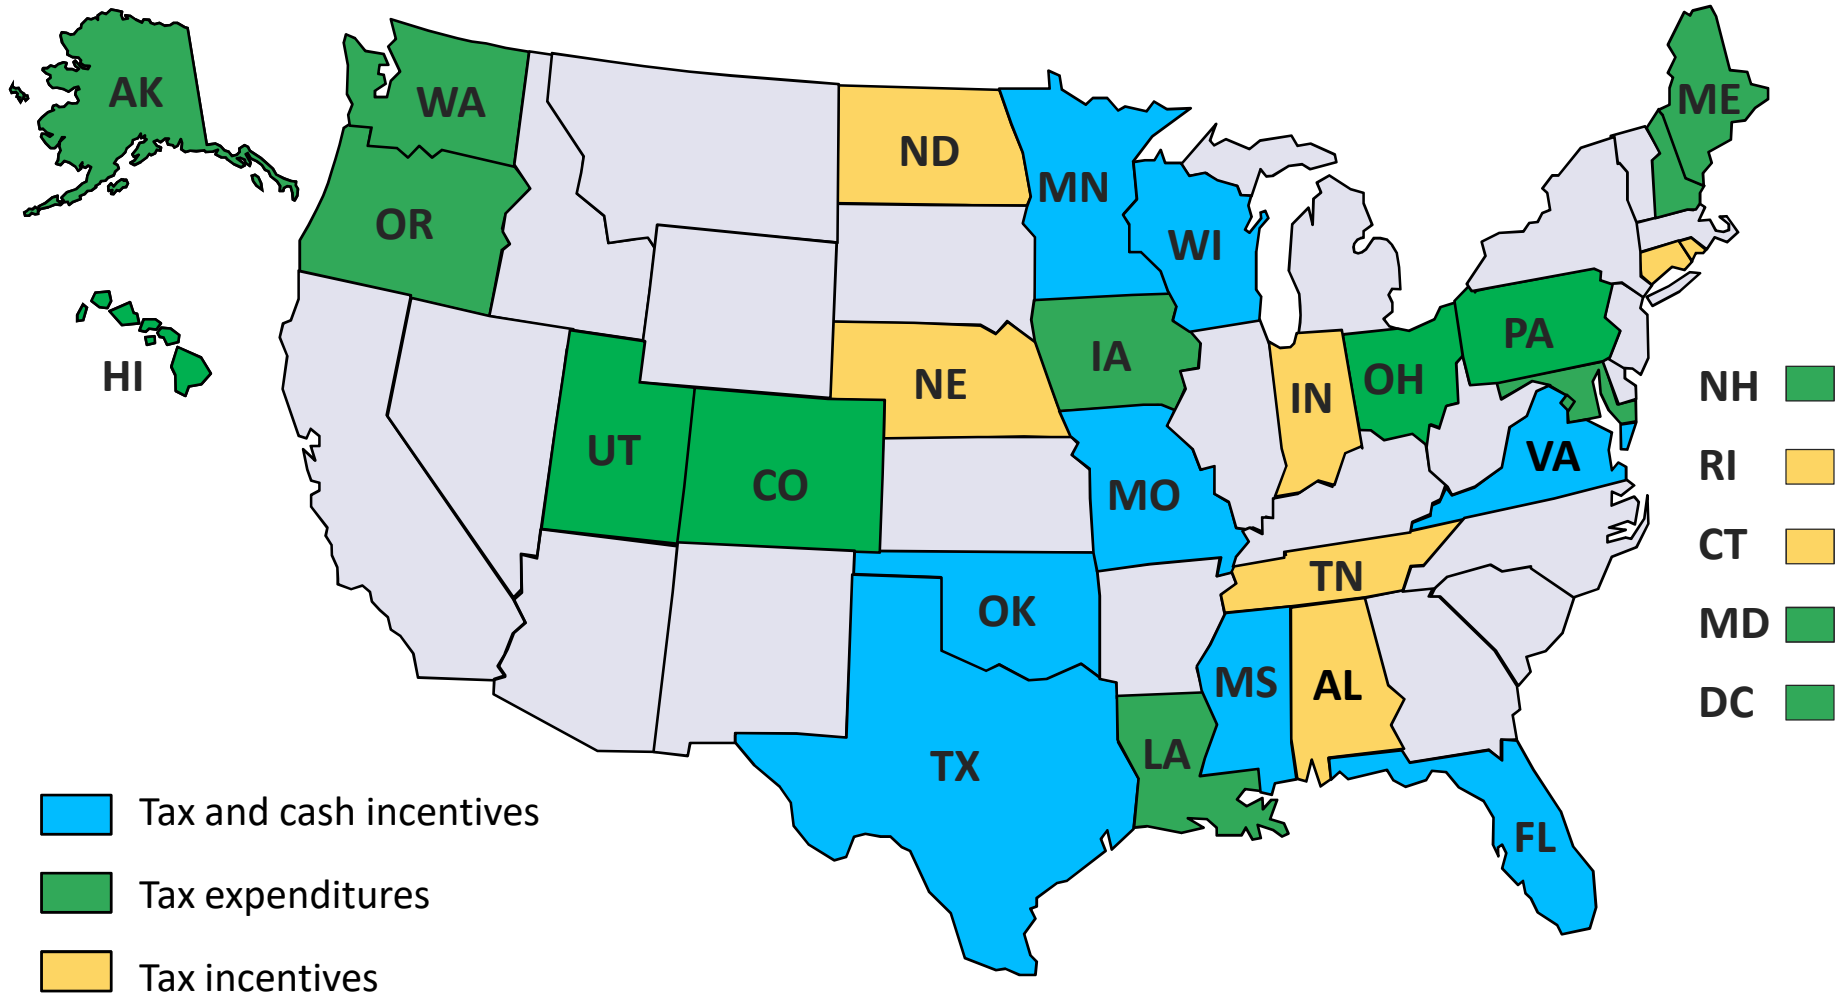 AK
WA
ME
ND
MN
OR
WI
HI
PA
IA
OH
NE
IN
NH
UT
CO
VA
RI
MO
CT
TN
OK
MD
MS
AL
DC
LA
TX
FL
Tax and cash incentives
Tax expenditures
Tax incentives